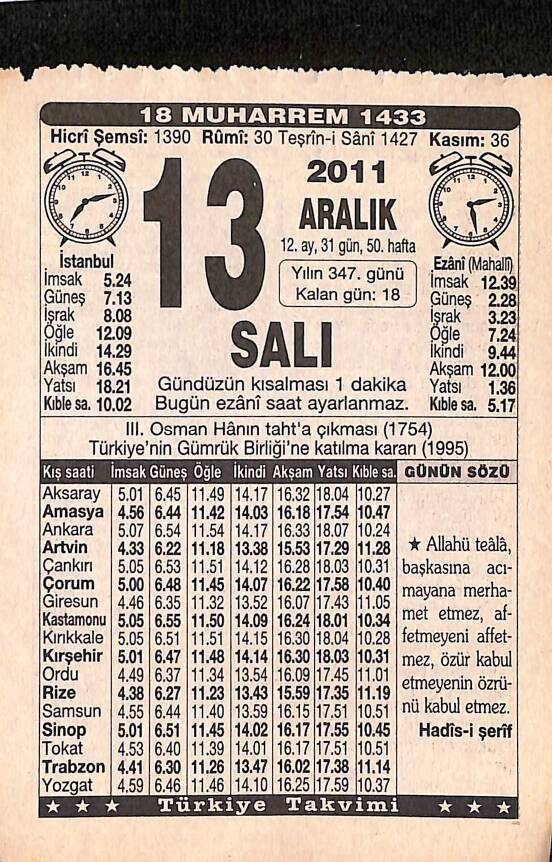 18 MUHARREM 1433
Hicrî Şemsî: 1390 Rûmî: 30 Teşrîn-i Sânî 1427 Kasım: 36
13
2011
ARALIK
12. ay, 31 gün, 50. hafta
Yılın 347. günü
Kalan gün: 18
SALI
Gündüzün kısalması 1 dakika
Bugün ezânî saat ayarlanmaz.
İstanbul
İmsak 5.24
Güneş 7.13
İşrak 8.08
Öğle 12.09
İkindi 14.29
Akşam 16.45
Yatsı 18.21
Kıble sa. 10.02
Ezânî (Mahallî)
İmsak 12.39
Güneş 2.28
İşrak 3.23
Öğle 7.24
İkindi 9.44
Akşam 12.00
Yatsı 1.36
Kıble sa. 5.17
III. Osman Hânın taht'a çıkması (1754)
Türkiye'nin Gümrük Birliği'ne katılma kararı (1995)
Kış saati İmsak Güneş Öğle İkindi Akşam Yatsı Kıble sa.
Aksaray 5.01 6.45 11.49 14.17 16.32 18.04 10.27
Amasya 4.56 6.44 11.42 14.03 16.18 17.54 10.47
Ankara 5.07 6.54 11.54 14.17 16.33 18.07 10.24
Artvin 4.33 6.22 11.18 13.38 15.53 17.29 11.28
Çankırı 5.05 6.53 11.51 14.12 16.28 18.03 10.31
Çorum 5.00 6.48 11.45 14.07 16.22 17.58 10.40
Giresun 4.46 6.35 11.32 13.52 16.07 17.43 11.05
Kastamonu 5.05 6.55 11.50 14.09 16.24 18.01 10.34
Kırıkkale 5.05 6.51 11.51 14.15 16.30 18.04 10.28
Kırşehir 5.01 6.47 11.48 14.14 16.30 18.03 10.31
Ordu 4.49 6.37 11.34 13.54 16.09 17.45 11.01
Rize 4.38 6.27 11.23 13.43 15.59 17.35 11.19
Samsun 4.55 6.44 11.40 13.59 16.15 17.51 10.51
Sinop 5.01 6.51 11.45 14.02 16.17 17.55 10.45
Tokat 4.53 6.40 11.39 14.01 16.17 17.51 10.51
Trabzon 4.41 6.30 11.26 13.47 16.02 17.38 11.14
Yozgat 4.59 6.46 11.46 14.10 16.25 17.59 10.37
GÜNÜN SÖZÜ
★ Allahü teâlâ,
başkasına acı-
mayana merha-
met etmez, af-
fetmeyeni affet-
mez, özür kabul
etmeyenin özrü-
nü kabul etmez.
Hadîs-i şerîf
★ ★ ★ Türkiye Takvimi ★ ★ ★